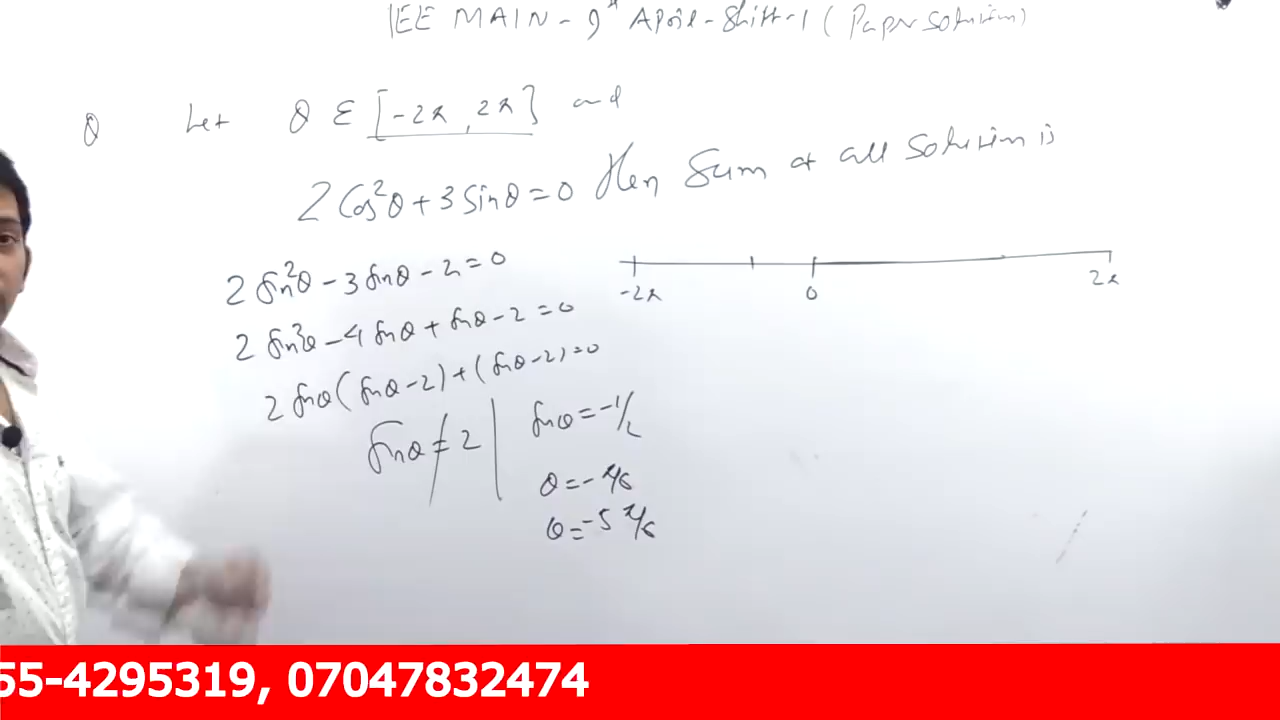 JEE MAIN - 9th April - Shift-1 (Paper solution)
Q Let θ ∈ [-2π, 2π] and
2 Cos²θ + 3 Sinθ = 0 then Sum of all solution is
2 Sin²θ - 3 Sinθ - 2 = 0
2 Sin²θ - 4 Sinθ + Sinθ - 2 = 0
2 Sinθ (Sinθ - 2) + (Sinθ - 2) = 0
Sinθ ≠ 2 | Sinθ = -1/2
θ = -π/6
θ = -5π/6
-2π 0 2π
55-4295319, 07047832474